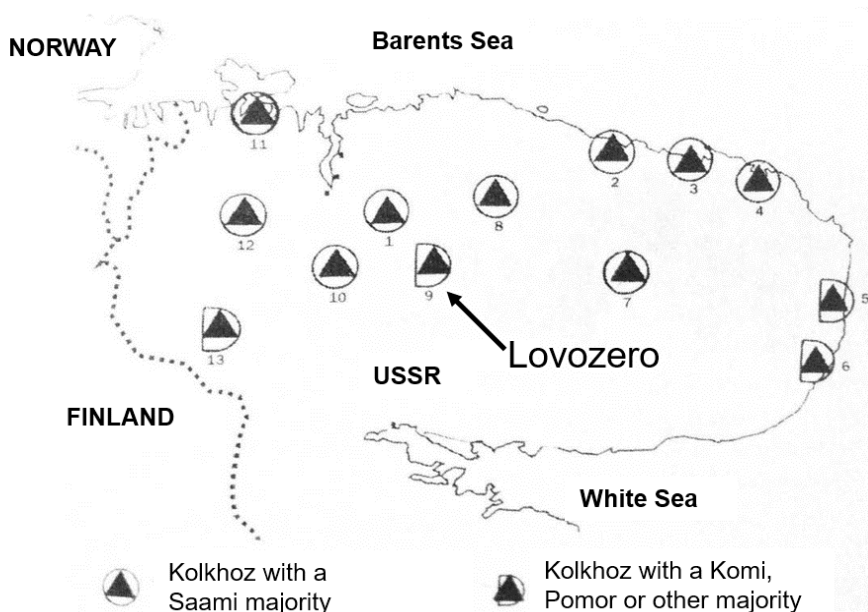 NORWAY
Barents Sea
11
2
3
4
12
1
8
10
9
7
5
13
6
Lovozero
USSR
FINLAND
White Sea
Kolkhoz with a
Saami majority
Kolkhoz with a Komi,
Pomor or other majority